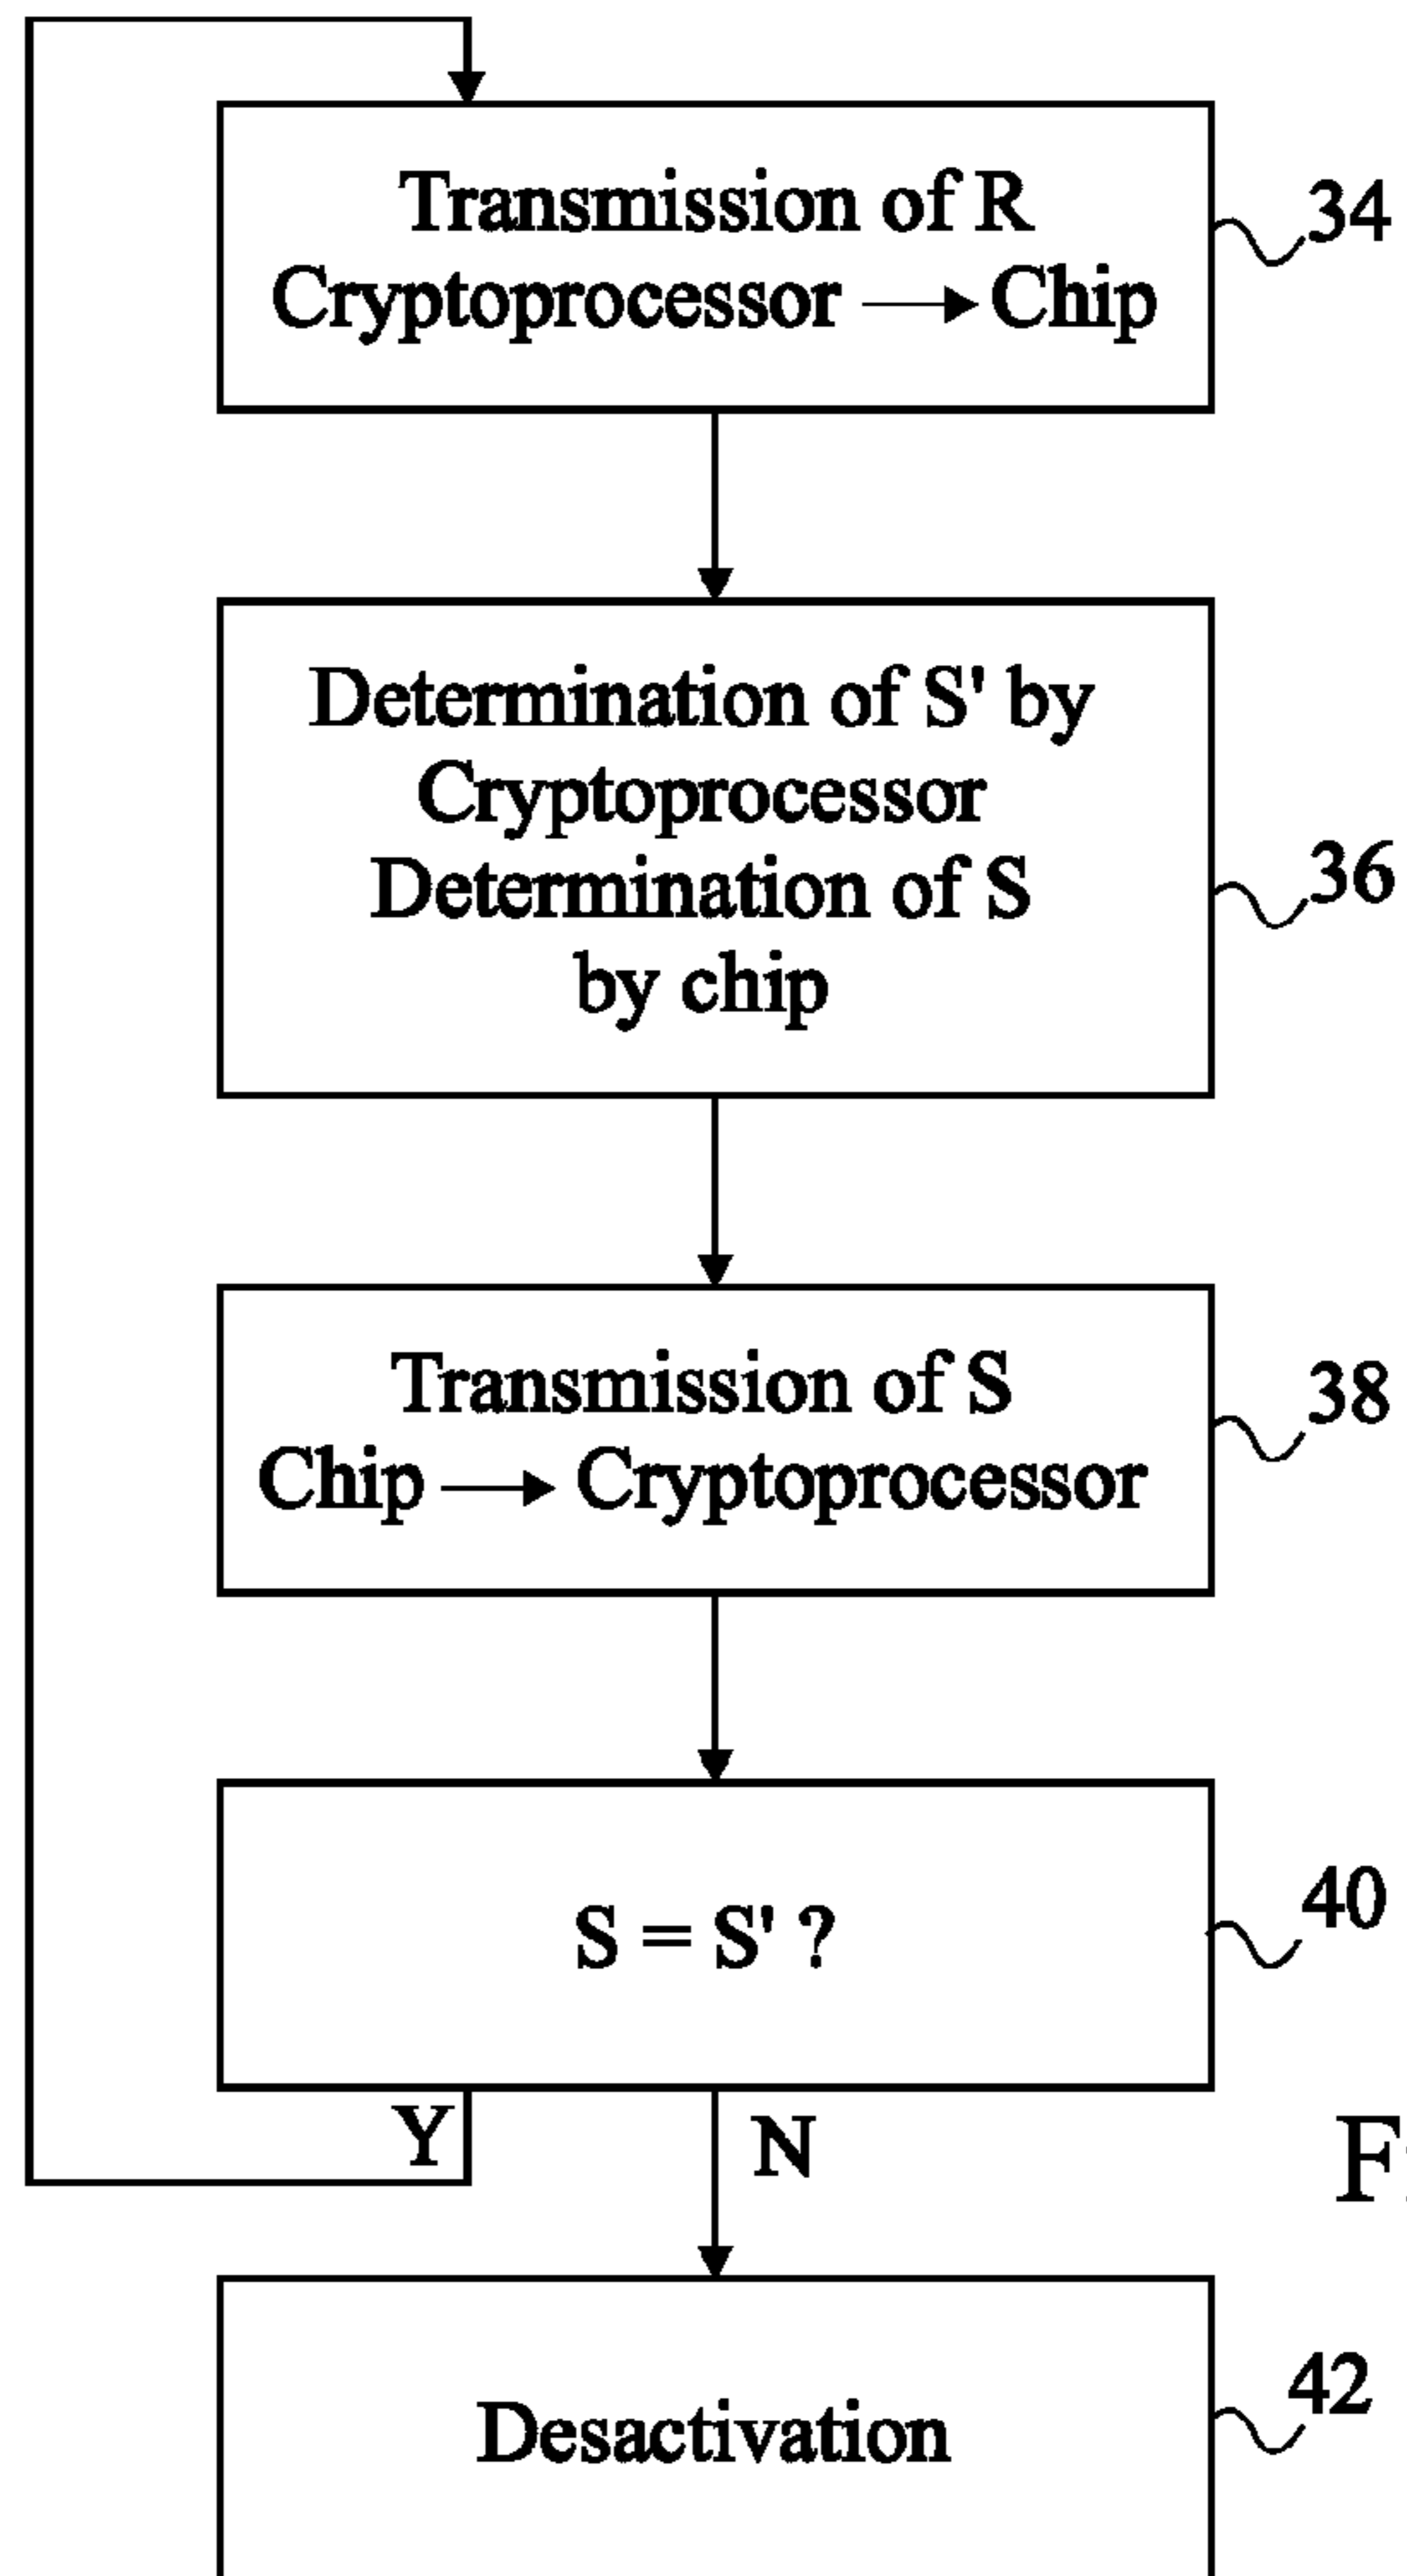 Transmission of R
Cryptoprocessor → Chip
34
Determination of S' by
Cryptoprocessor
Determination of S
by chip
36
Transmission of S
Chip → Cryptoprocessor
38
S = S' ?
40
Y
N
Desactivation
42